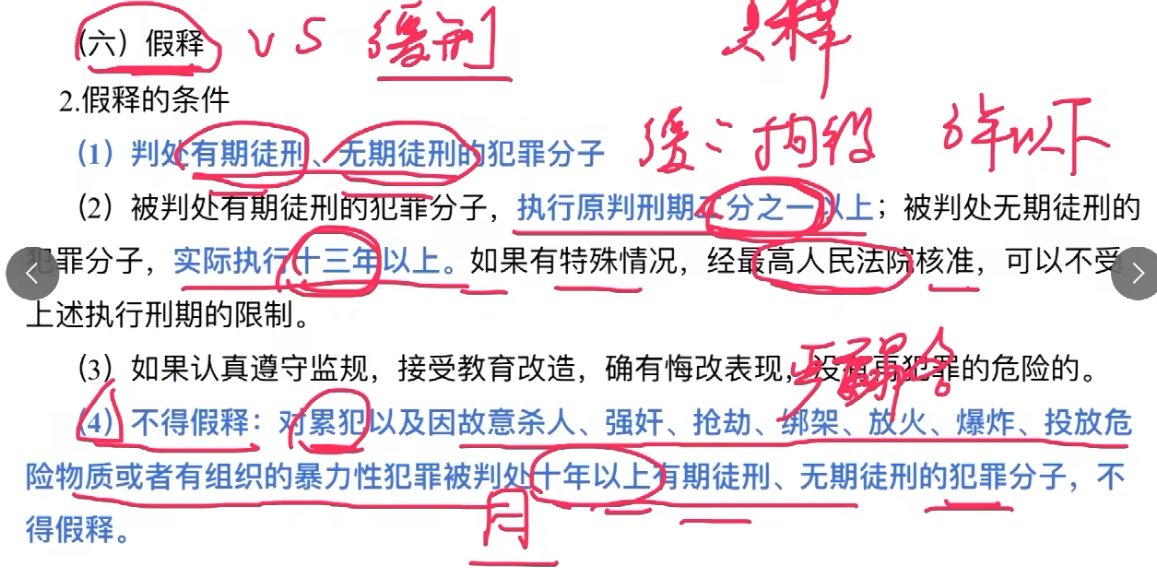 (六) 假释 VS 缓刑
2.假释的条件
(1) 判处有期徒刑、无期徒刑的犯罪分子 缓：拘役 3年以下
(2) 被判处有期徒刑的犯罪分子，执行原判刑期二分之一以上；被判处无期徒刑的
犯罪分子，实际执行十三年以上。如果有特殊情况，经最高人民法院核准，可以不受
上述执行刑期的限制。
(3) 如果认真遵守监规，接受教育改造，确有悔改表现，没有再犯罪的危险的。
(4) 不得假释：对累犯以及因故意杀人、强奸、抢劫、绑架、放火、爆炸、投放危
险物质或者有组织的暴力性犯罪被判处十年以上有期徒刑、无期徒刑的犯罪分子，不
得假释。